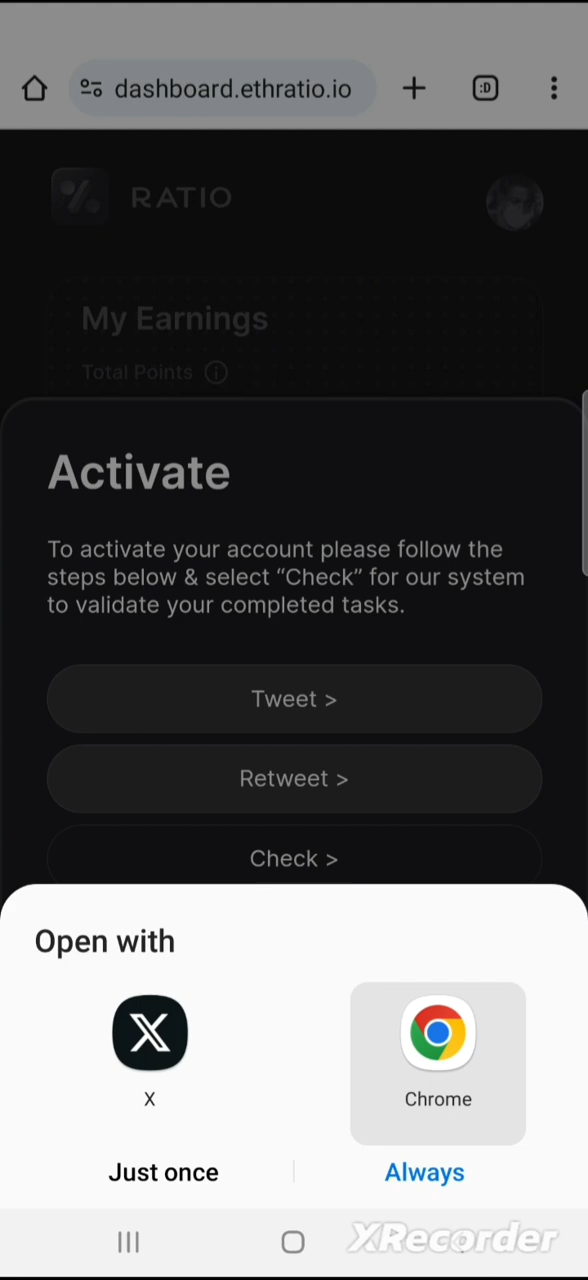 dashboard.ethratio.io
:D
RATIO
My Earnings
Total Points
Activate
To activate your account please follow the
steps below & select “Check” for our system
to validate your completed tasks.
Tweet >
Retweet >
Check >
Open with
X
Chrome
Just once
Always
XRecorder